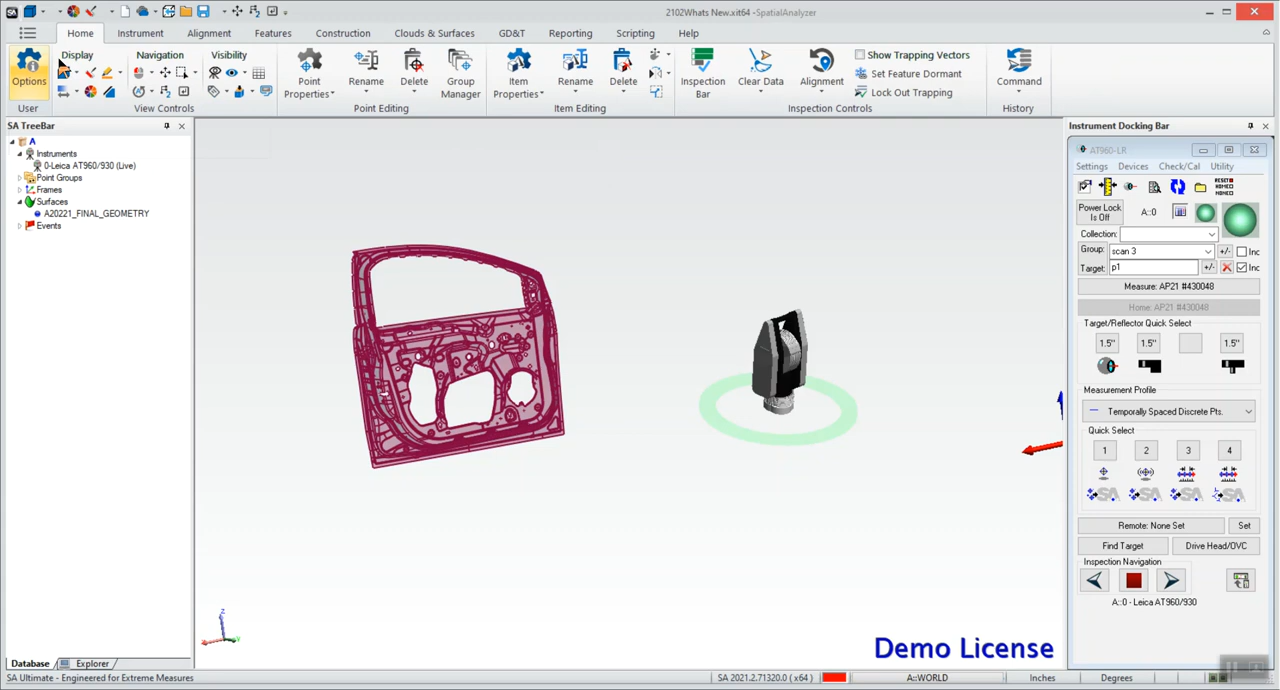 2102Whats New.xit64 - SpatialAnalyzer
SA
Home
Instrument
Alignment
Features
Construction
Clouds & Surfaces
GD&T
Reporting
Scripting
Help
Options
User
Display
Navigation
Visibility
View Controls
Point Properties
Rename
Delete
Group Manager
Point Editing
Item Properties
Rename
Delete
Item Editing
Inspection Bar
Clear Data
Alignment
Show Trapping Vectors
Set Feature Dormant
Lock Out Trapping
Inspection Controls
Command
History
SA TreeBar
A
Instruments
0-Leica AT960/930 (Live)
Point Groups
Frames
Surfaces
A20221_FINAL_GEOMETRY
Events
Z
X
Y
Demo License
Instrument Docking Bar
AT960-LR
Settings Devices Check/Cal Utility
RESET HOME
Power Lock Is Off
A::0
Collection:
Group: scan 3 +/- Inc
Target: p1 +/- Inc
Measure: AP21 #430048
Home: AP21 #430048
Target/Reflector Quick Select
1.5" 1.5" 1.5"
Measurement Profile
Temporally Spaced Discrete Pts.
Quick Select
1 2 3 4
SA SA SA SA
Remote: None Set Set
Find Target Drive Head/OVC
Inspection Navigation
A::0 - Leica AT960/930
Database Explorer
SA Ultimate - Engineered for Extreme Measures
SA 2021.2.71320.0 ( x64 )
A::WORLD
Inches
Degrees